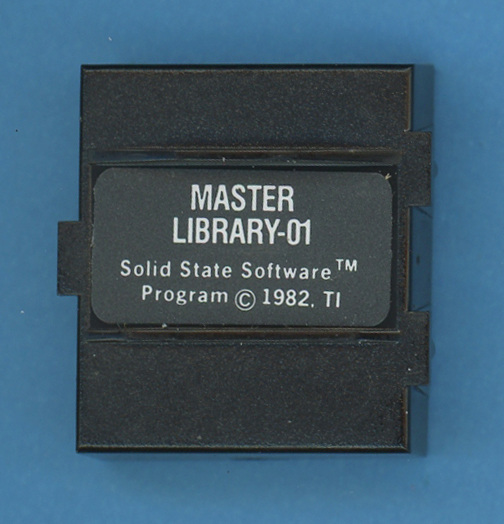 MASTER
LIBRARY-01
Solid State Software™
Program © 1982, TI